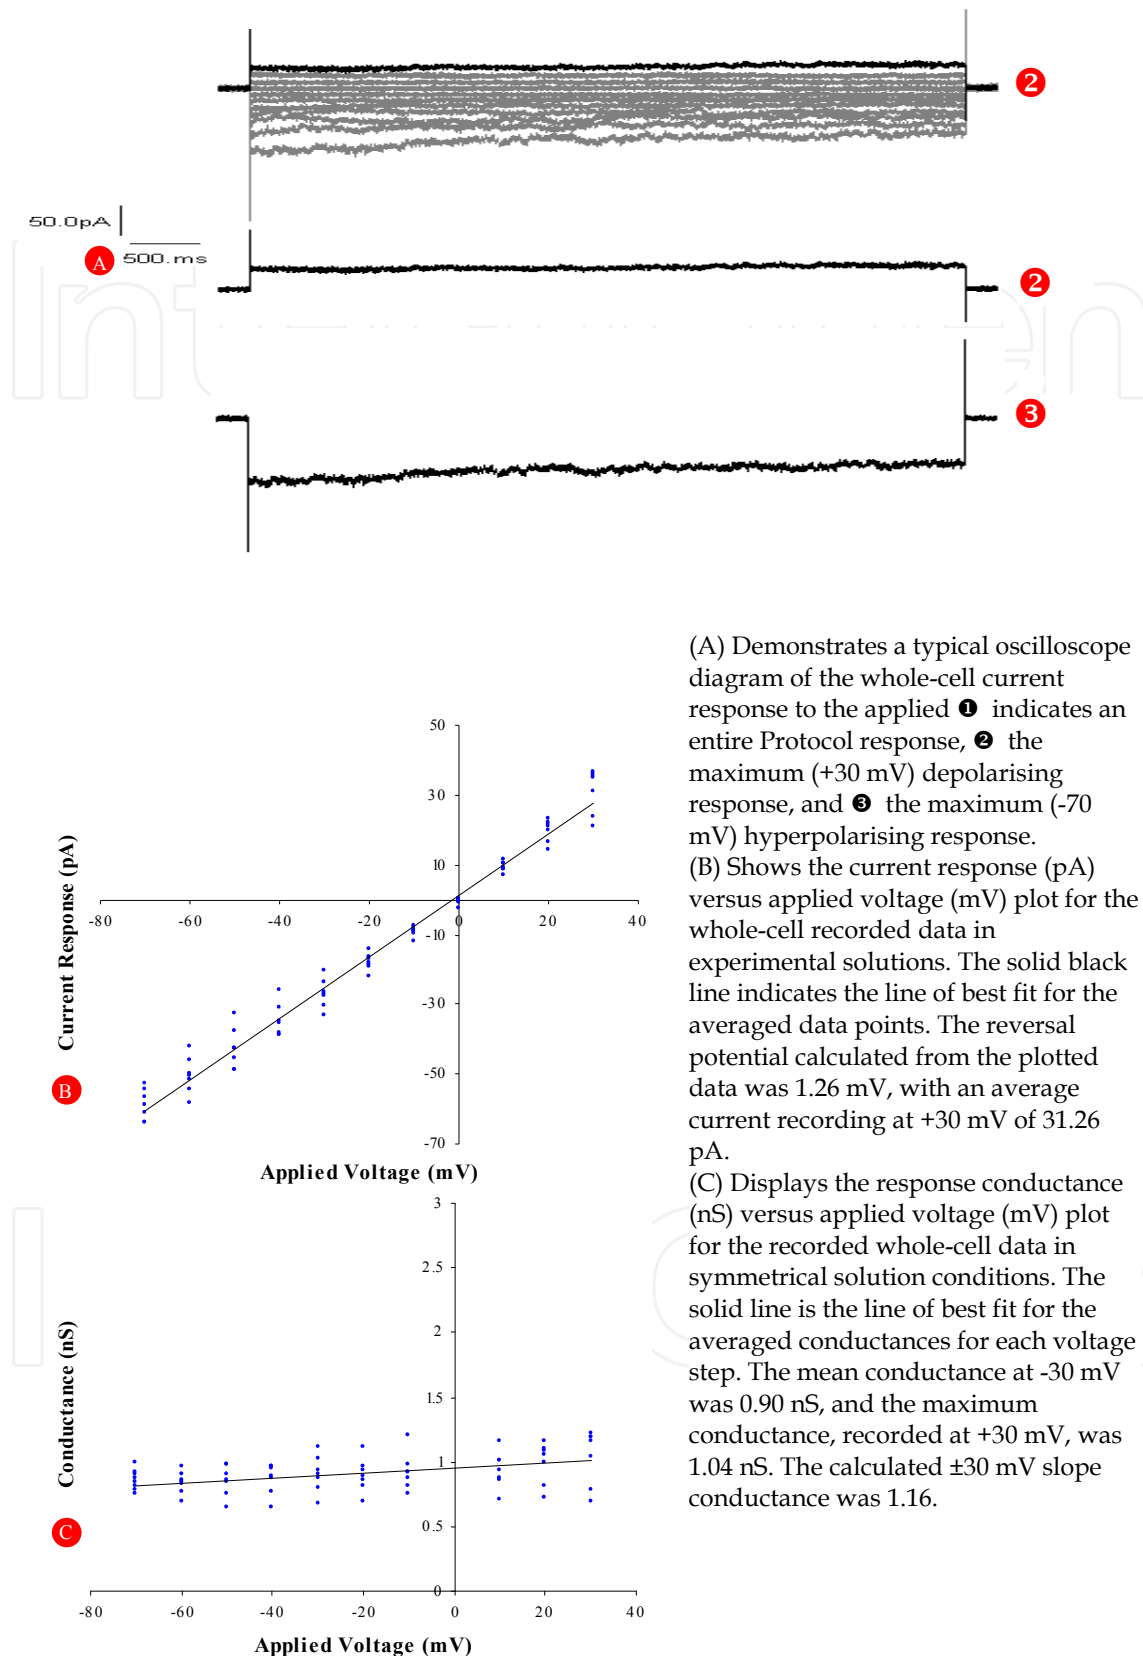 2
50.0pA
A
500.ms
2
3
(A) Demonstrates a typical oscilloscope
diagram of the whole-cell current
response to the applied ❶ indicates an
entire Protocol response, ❷ the
maximum (+30 mV) depolarising
response, and ❸ the maximum (-70
mV) hyperpolarising response.
(B) Shows the current response (pA)
versus applied voltage (mV) plot for the
whole-cell recorded data in
experimental solutions. The solid black
line indicates the line of best fit for the
averaged data points. The reversal
potential calculated from the plotted
data was 1.26 mV, with an average
current recording at +30 mV of 31.26
pA.
(C) Displays the response conductance
(nS) versus applied voltage (mV) plot
for the recorded whole-cell data in
symmetrical solution conditions. The
solid line is the line of best fit for the
averaged conductances for each voltage
step. The mean conductance at -30 mV
was 0.90 nS, and the maximum
conductance, recorded at +30 mV, was
1.04 nS. The calculated ±30 mV slope
conductance was 1.16.
50
30
10
-80 -60 -40 -20 0 20 40
-10
-30
-50
-70
Current Response (pA)
B
Applied Voltage (mV)
3
2.5
2
1.5
1
0.5
0
Conductance (nS)
C
-80 -60 -40 -20 0 20 40
Applied Voltage (mV)